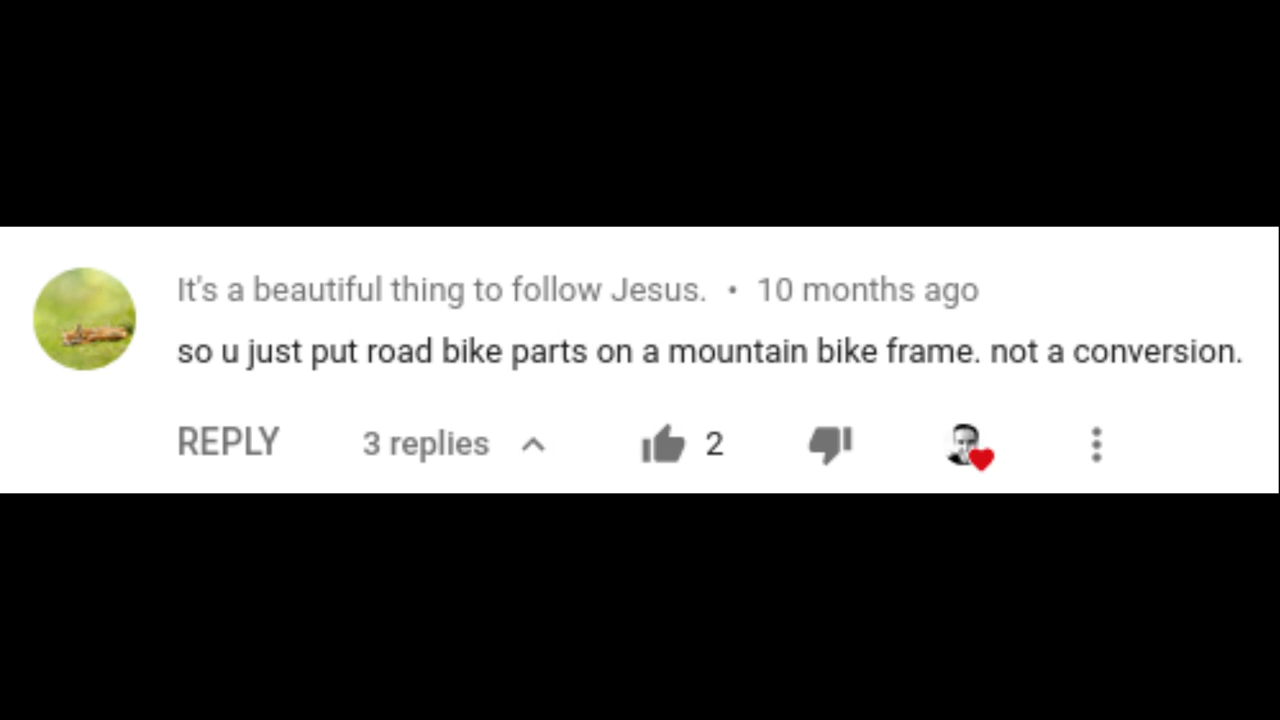 It's a beautiful thing to follow Jesus. • 10 months ago
so u just put road bike parts on a mountain bike frame. not a conversion.
REPLY 3 replies 2